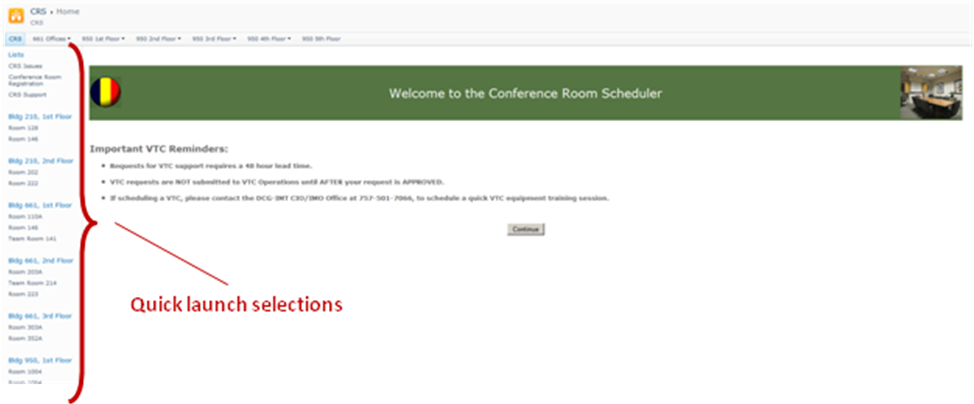 CRS ▸ Home
CRS
CRS 661 Offices 950 1st Floor 950 2nd Floor 950 3rd Floor 950 4th Floor 950 5th Floor
Lists
CRS Issues
Conference Room
Registration
CRS Support
Bldg 210, 1st Floor
Room 128
Room 146
Bldg 210, 2nd Floor
Room 202
Room 222
Bldg 661, 1st Floor
Room 110A
Room 146
Team Room 141
Bldg 661, 2nd Floor
Room 203A
Team Room 214
Room 223
Bldg 661, 3rd Floor
Room 303A
Room 352A
Bldg 950, 1st Floor
Room 1004
Room
Welcome to the Conference Room Scheduler
Important VTC Reminders:
• Requests for VTC support requires a 48 hour lead time.
• VTC requests are NOT submitted to VTC Operations until AFTER your request is APPROVED.
• If scheduling a VTC, please contact the DCG-IMT CIO/IMO Office at 757-501-7066, to schedule a quick VTC equipment training session.
Continue
Quick launch selections